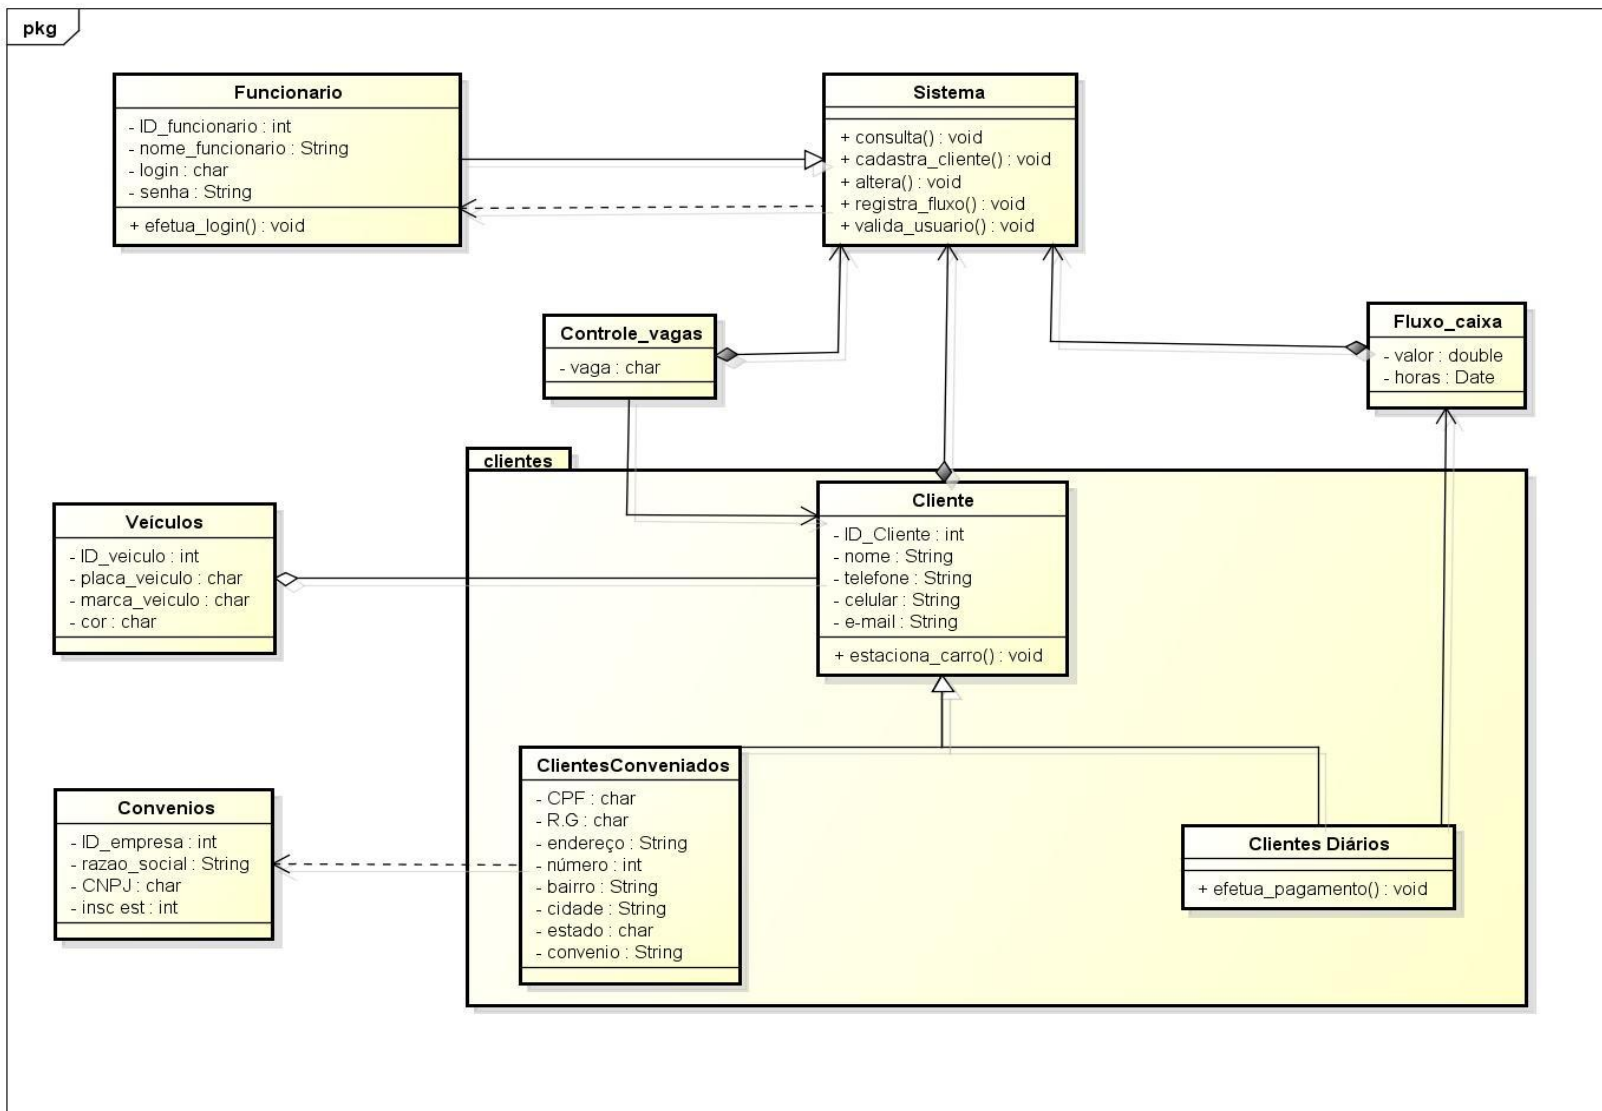 pkg
Funcionario
- ID_funcionario : int
- nome_funcionario : String
- login : char
- senha : String
+ efetua_login() : void
Sistema
+ consulta() : void
+ cadastra_cliente() : void
+ altera() : void
+ registra_fluxo() : void
+ valida_usuario() : void
Controle_vagas
- vaga : char
Fluxo_caixa
- valor : double
- horas : Date
clientes
Cliente
- ID_Cliente : int
- nome : String
- telefone : String
- celular : String
- e-mail : String
+ estaciona_carro() : void
Veículos
- ID_veiculo : int
- placa_veiculo : char
- marca_veiculo : char
- cor : char
ClientesConveniados
- CPF : char
- R.G : char
- endereço : String
- número : int
- bairro : String
- cidade : String
- estado : char
- convenio : String
Convenios
- ID_empresa : int
- razao_social : String
- CNPJ : char
- insc est : int
Clientes Diários
+ efetua_pagamento() : void